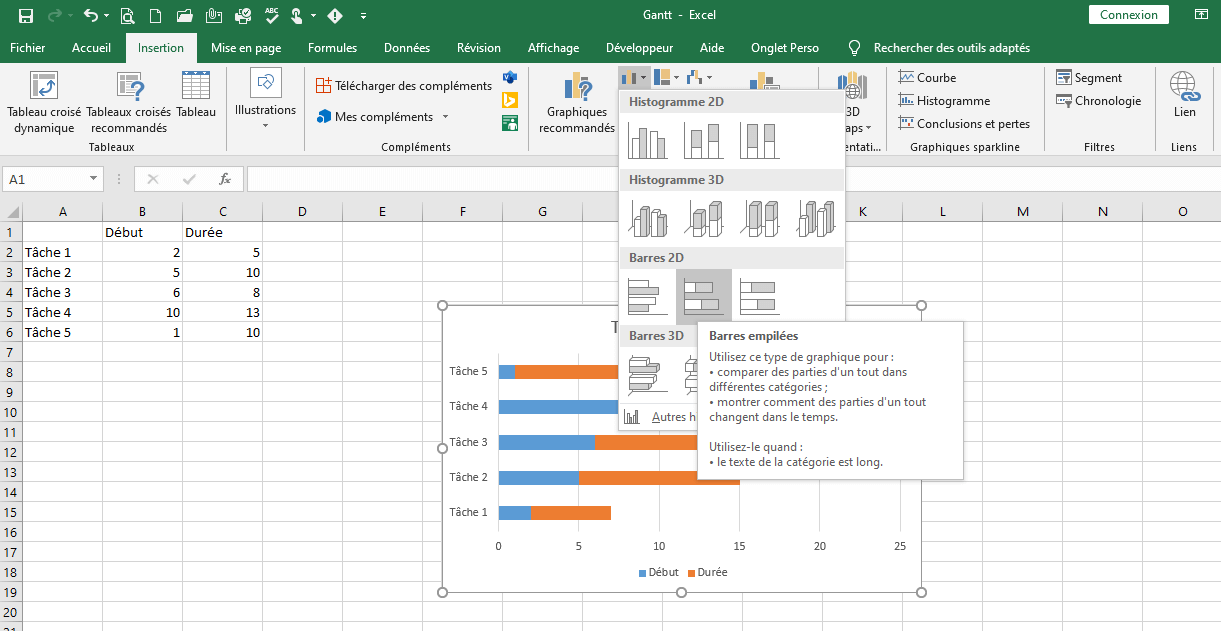 Gantt - Excel
Connexion
Fichier Accueil Insertion Mise en page Formules Données Révision Affichage Développeur Aide Onglet Perso Rechercher des outils adaptés
Tableau croisé
dynamique
Tableaux croisés
recommandés
Tableau
Tableaux
Illustrations
Télécharger des compléments
Mes compléments
Compléments
Graphiques
recommandés
3D
aps
entati...
Courbe
Histogramme
Conclusions et pertes
Graphiques sparkline
Segment
Chronologie
Filtres
Lien
Liens
ABC
A1
fx
Histogramme 2D
Histogramme 3D
Barres 2D
Barres 3D
Autres h
Barres empilées
Utilisez ce type de graphique pour :
• comparer des parties d'un tout dans
différentes catégories ;
• montrer comment des parties d'un tout
changent dans le temps.
Utilisez-le quand :
• le texte de la catégorie est long.
A B C D E F G K L M N O
1 Début Durée
2 Tâche 1 2 5
3 Tâche 2 5 10
4 Tâche 3 6 8
5 Tâche 4 10 13
6 Tâche 5 1 10
7
8
9
10
11
12
13
14
15
16
17
18
19
20
21
T
Tâche 5
Tâche 4
Tâche 3
Tâche 2
Tâche 1
0 5 10 15 20 25
Début Durée